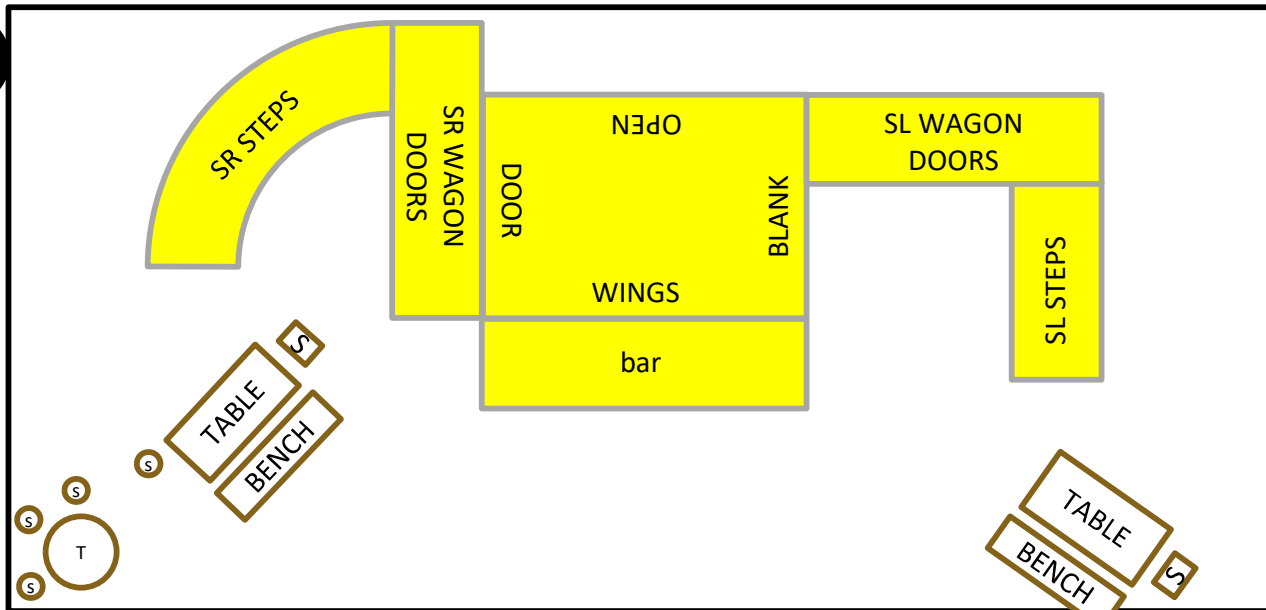 SR STEPS
SR WAGON
DOORS
OPEN
DOOR
BLANK
WINGS
SL WAGON
DOORS
SL STEPS
bar
S
TABLE
BENCH
s
s
s
T
s
TABLE
BENCH
S